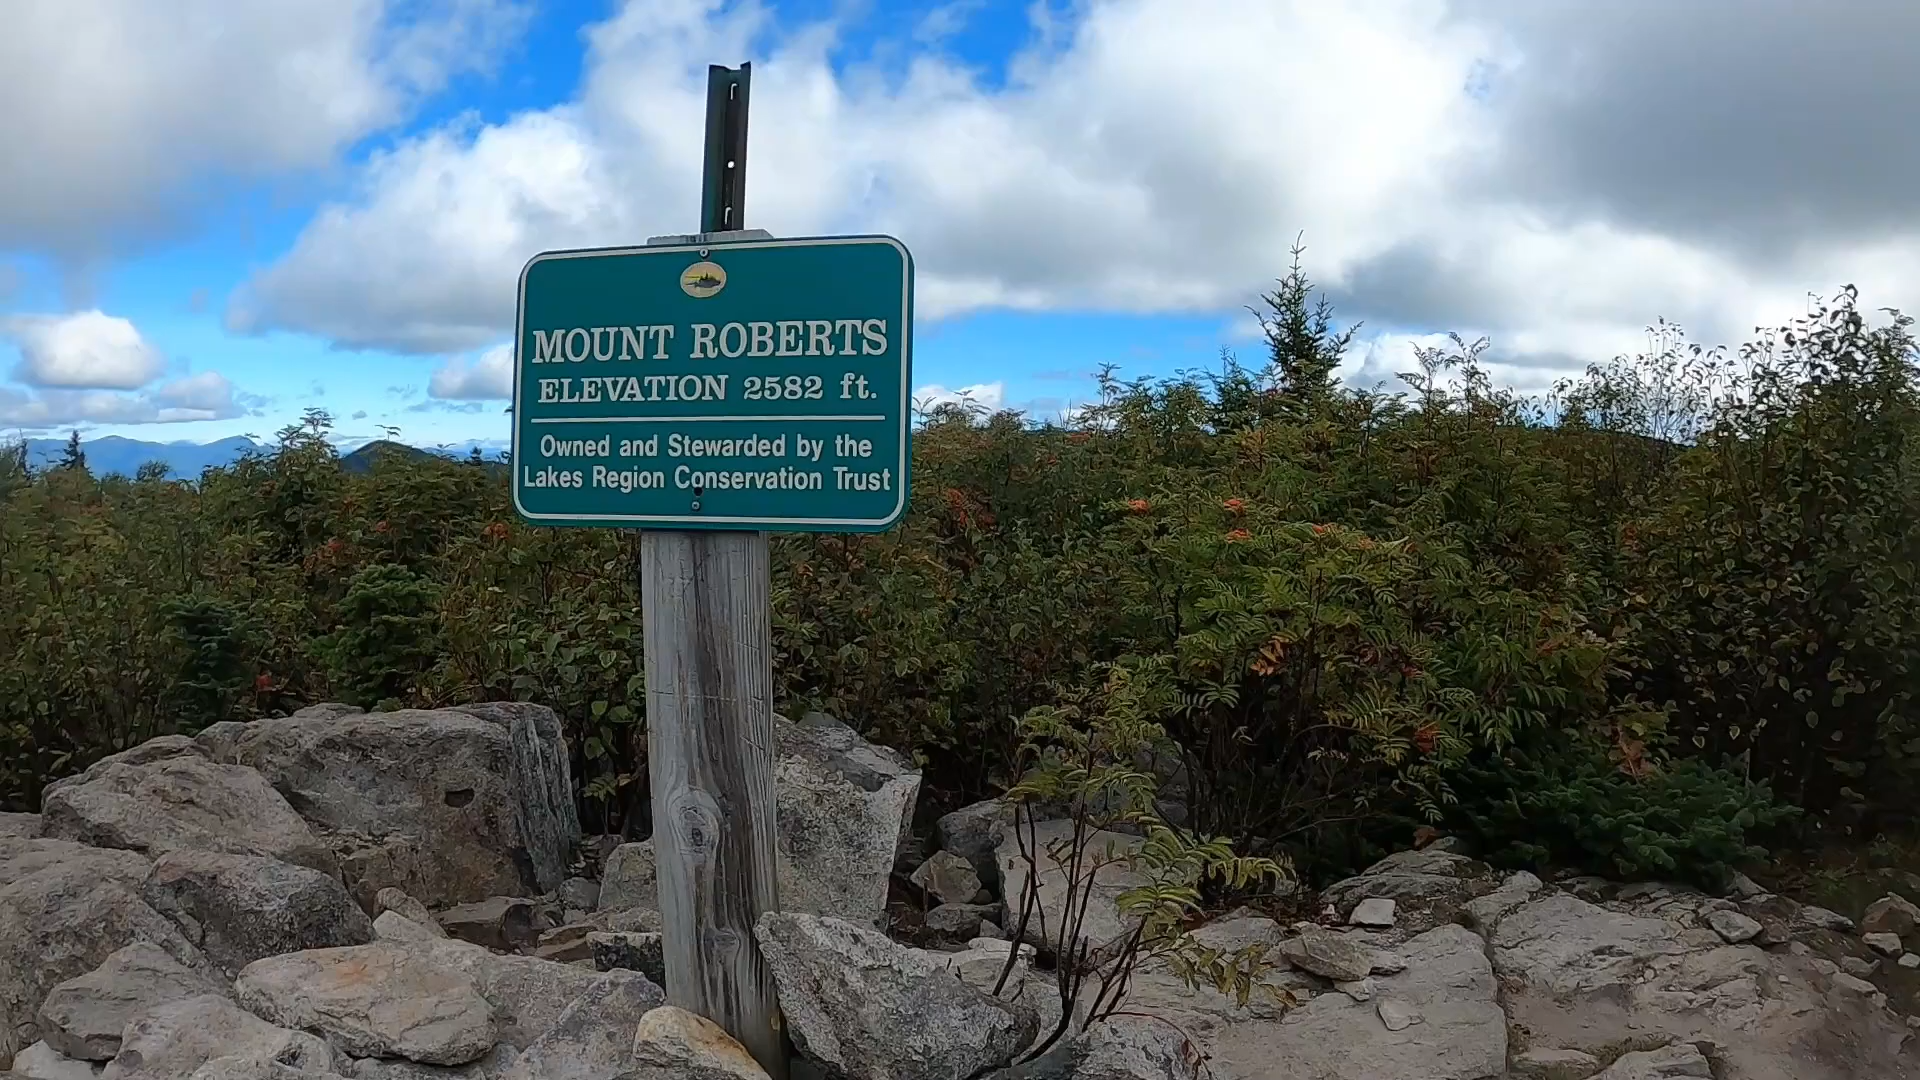 MOUNT ROBERTS
ELEVATION 2582 ft.
Owned and Stewarded by the
Lakes Region Conservation Trust